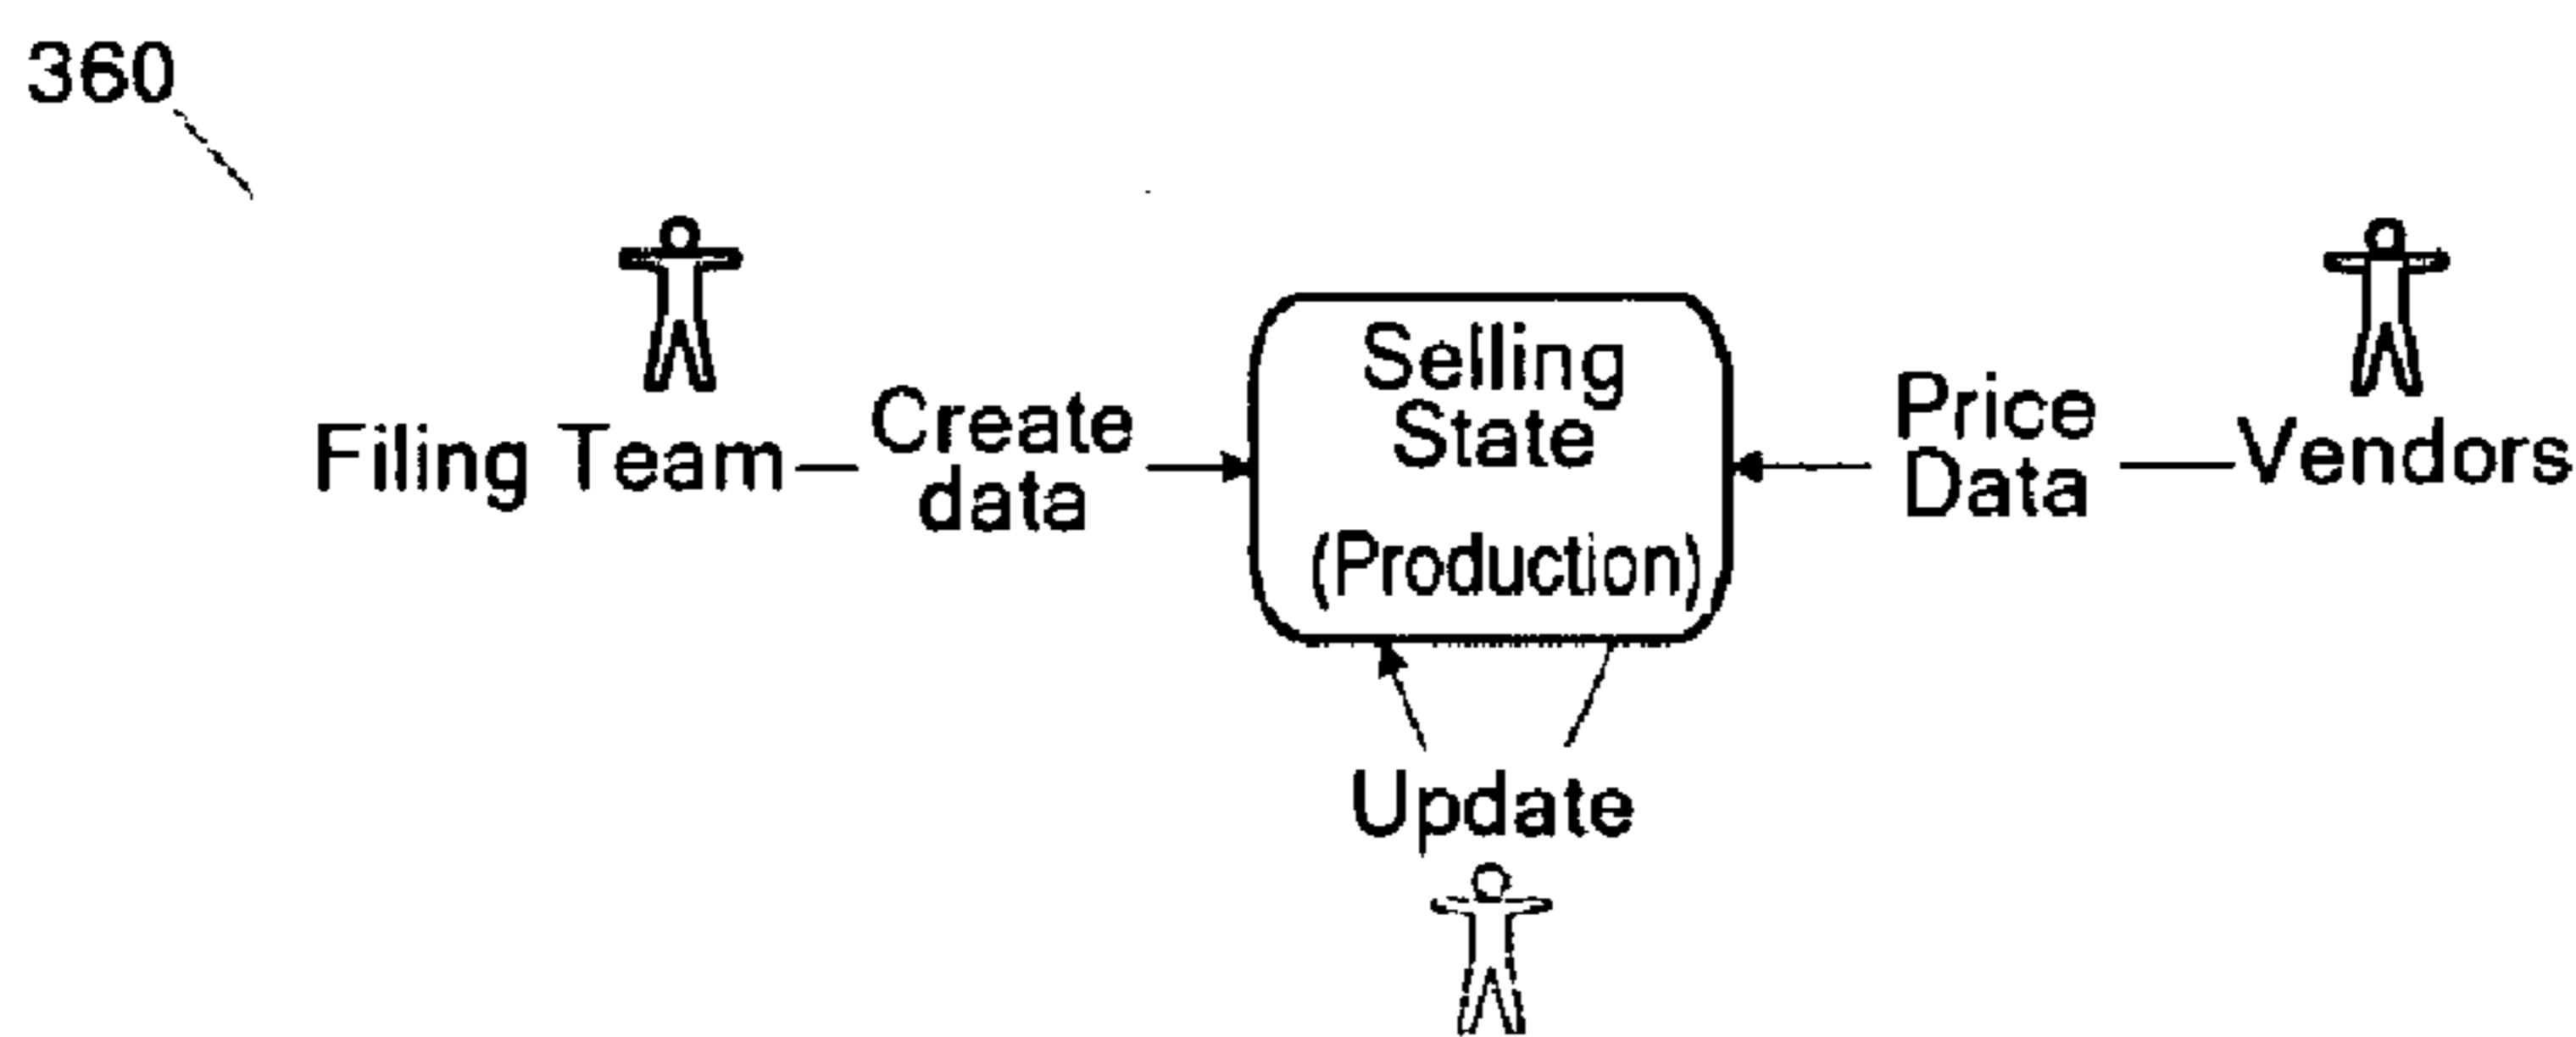 360
Filing Team
Create
data
Selling
State
(Production)
Price
Data
Vendors
Update